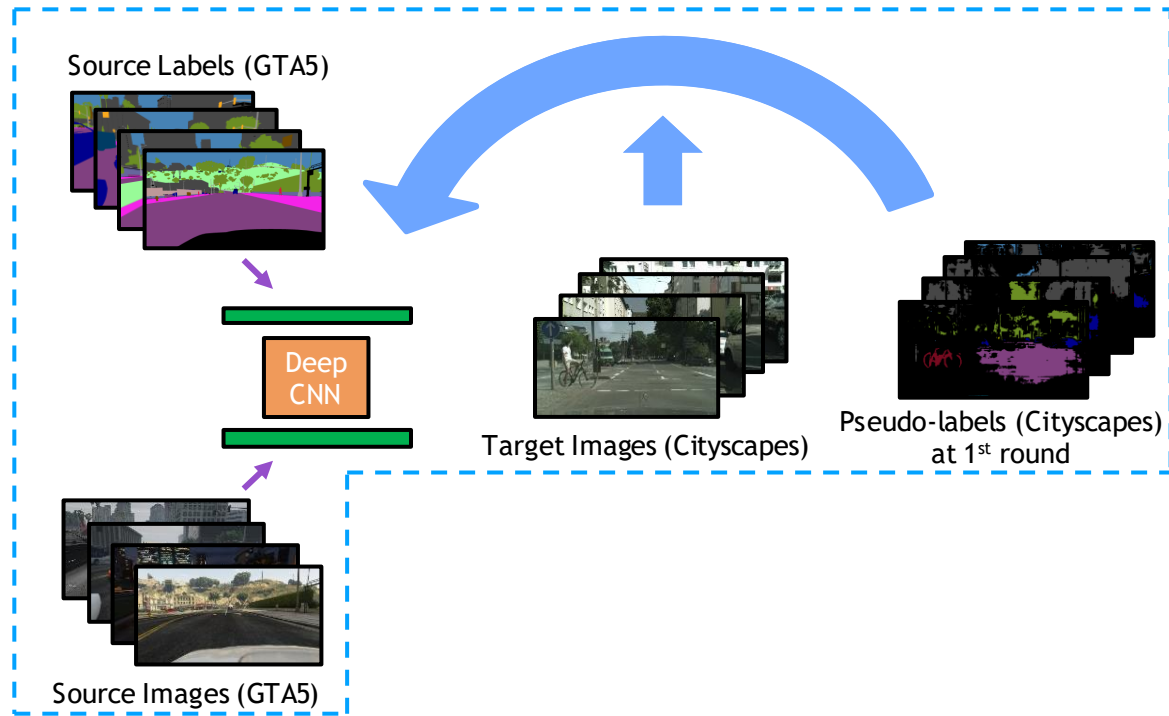 Source Labels (GTA5)
Deep
CNN
Target Images (Cityscapes)
Pseudo-labels (Cityscapes)
at 1st round
Source Images (GTA5)